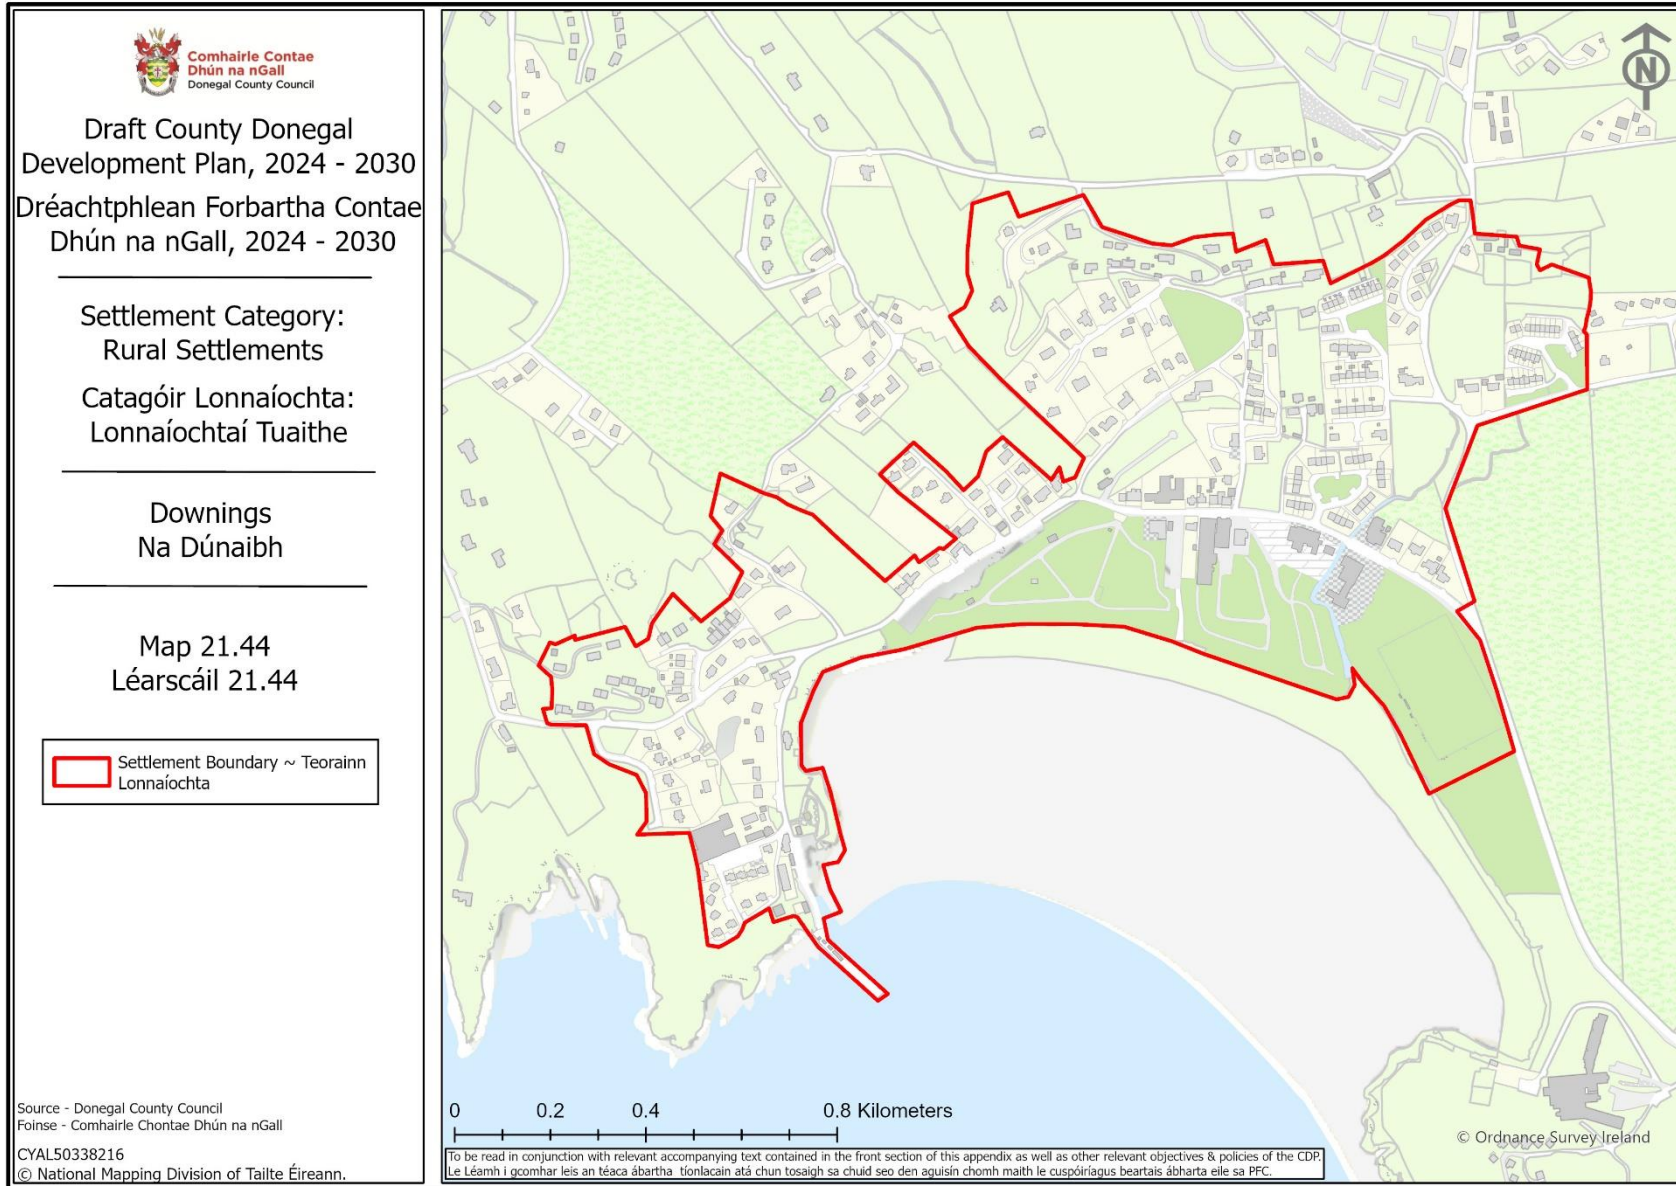 Comhairle Contae
Dhún na nGall
Donegal County Council
Draft County Donegal
Development Plan, 2024 - 2030
Dréachtphlean Forbartha Contae
Dhún na nGall, 2024 - 2030
Settlement Category:
Rural Settlements
Catagóir Lonnaíochta:
Lonnaíochtaí Tuaithe
Downings
Na Dúnaibh
Map 21.44
Léarscáil 21.44
Settlement Boundary ~ Teorainn
Lonnaíochta
Source - Donegal County Council
Foinse - Comhairle Chontae Dhún na nGall
CYAL50338216
© National Mapping Division of Tailte Éireann.
N
0 0.2 0.4 0.8 Kilometers
© Ordnance Survey Ireland
To be read in conjunction with relevant accompanying text contained in the front section of this appendix as well as other relevant objectives & policies of the CDP.
Le Léamh i gcomhar leis an téaca ábartha tíonlacain atá chun tosaigh sa chuid seo den aguisín chomh maith le cuspóiríagus beartais ábharta eile sa PFC.